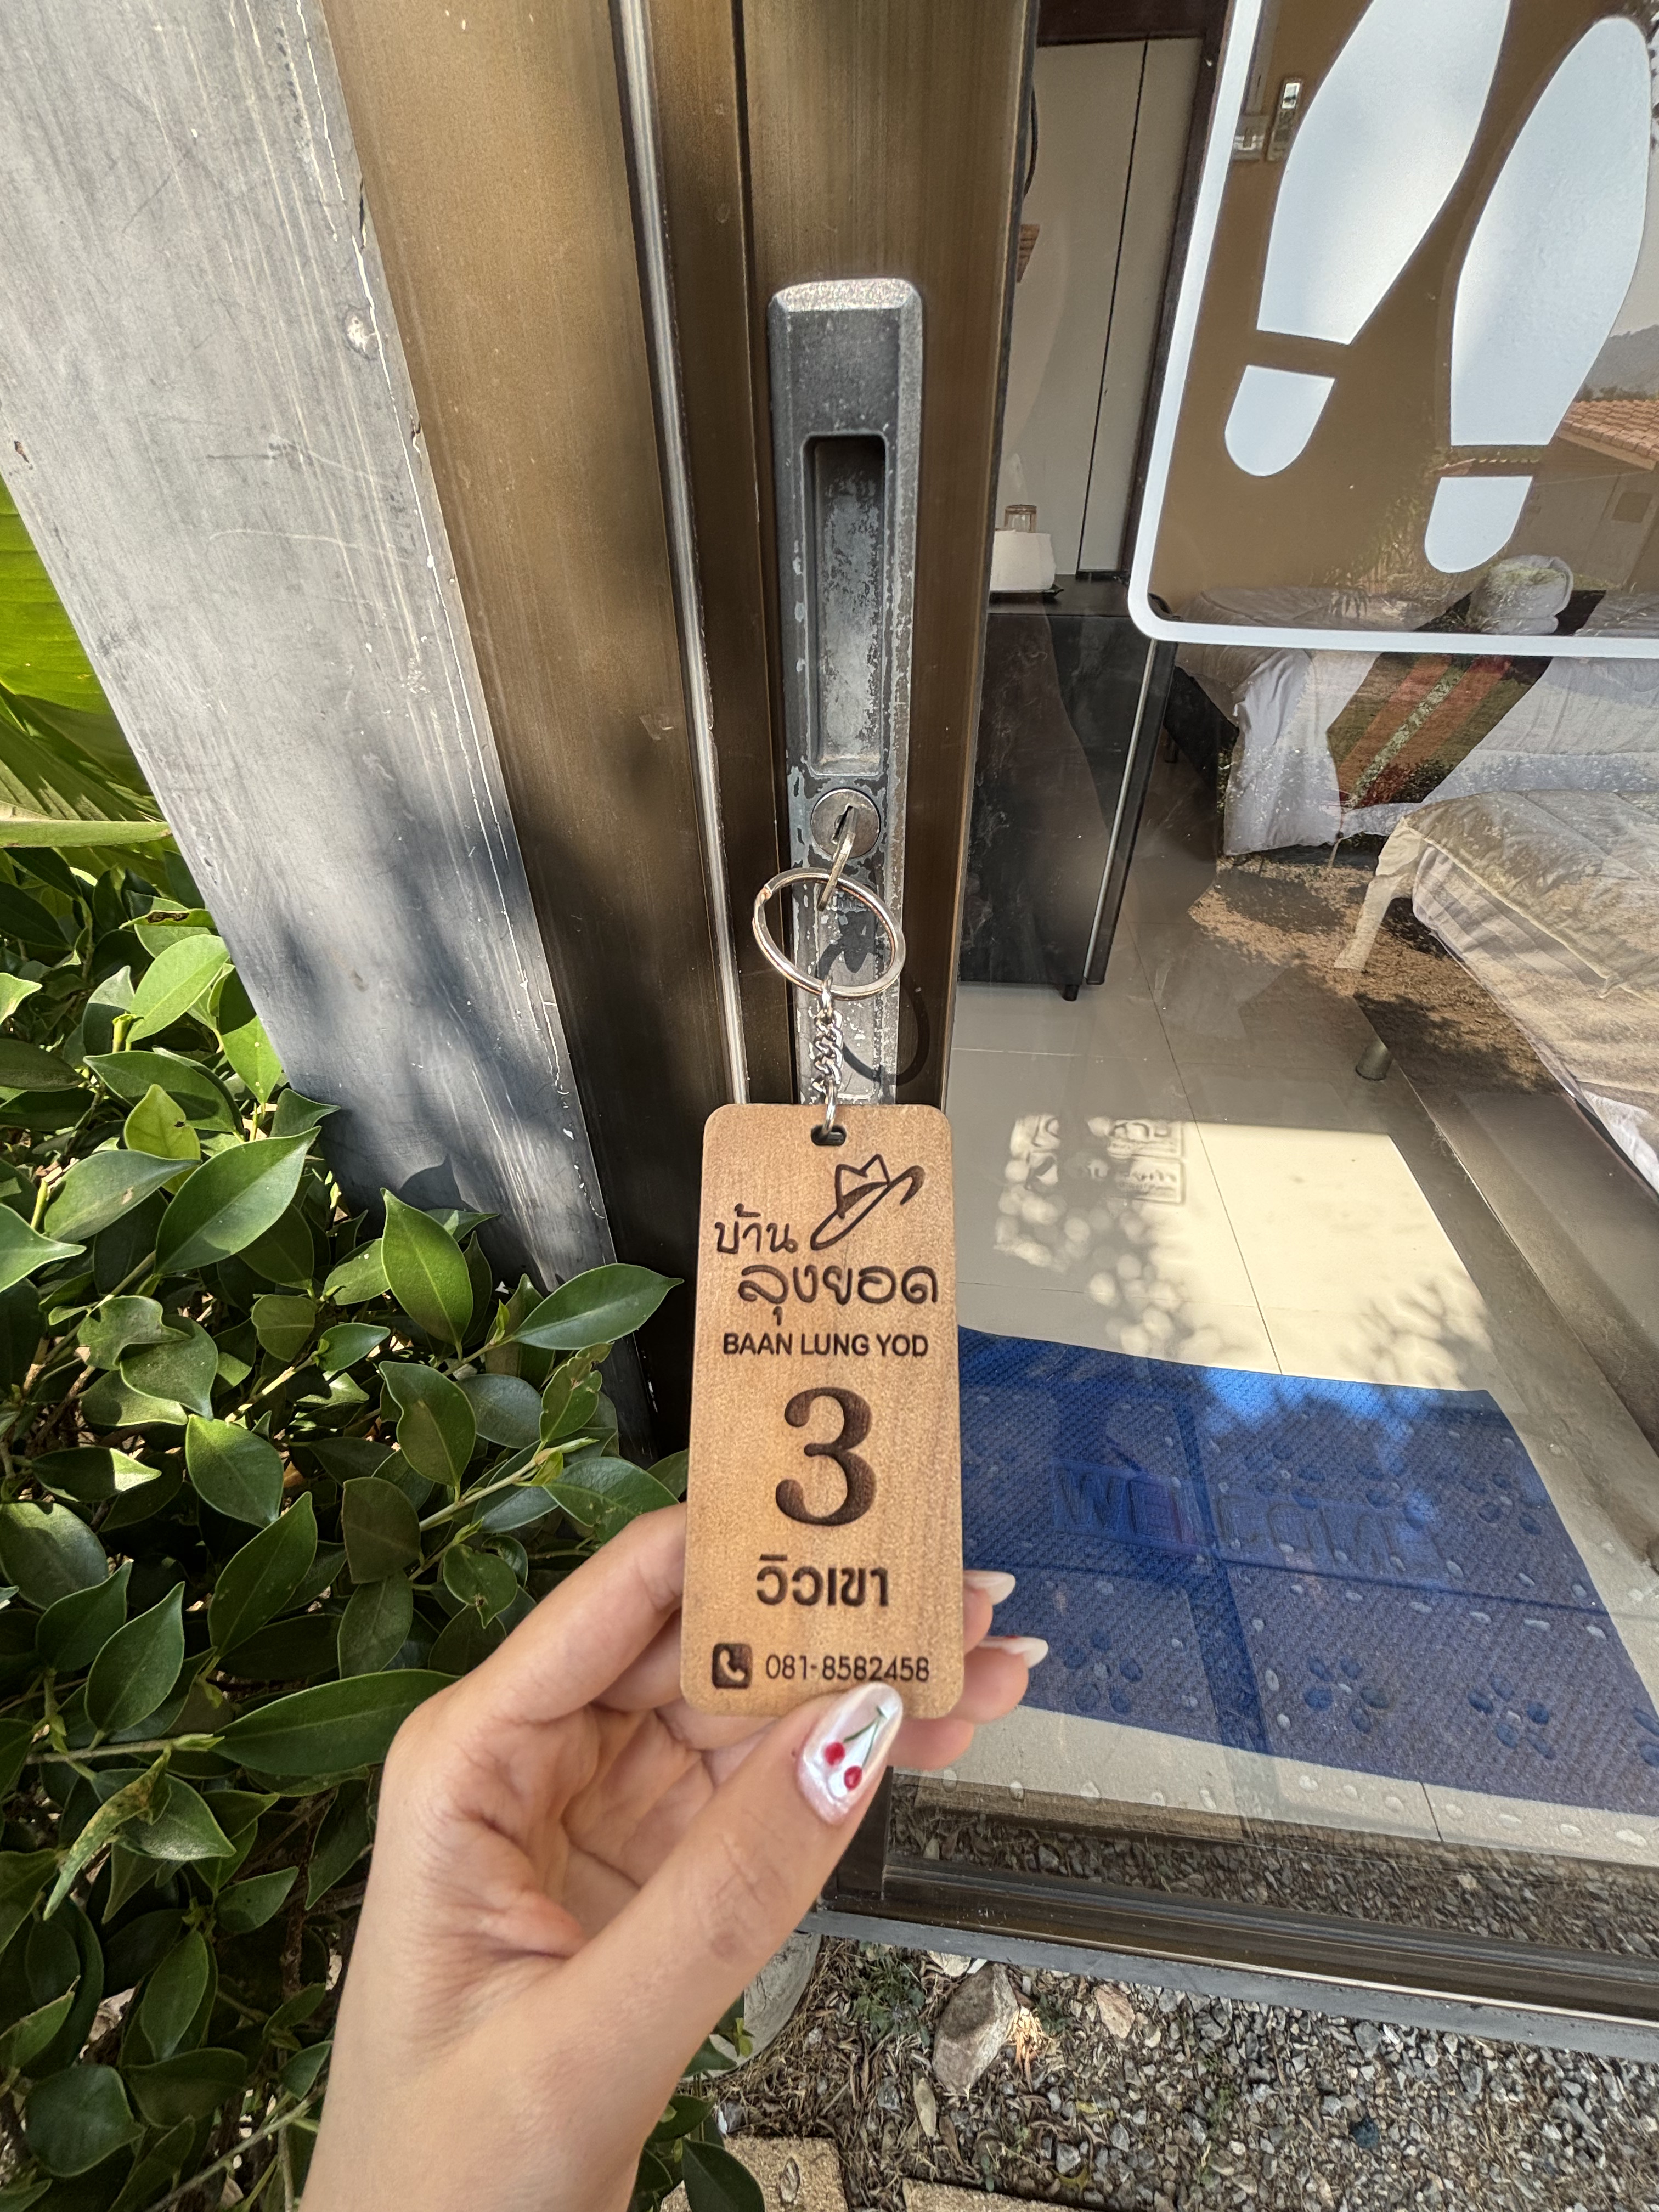 บ้าน
ลุงยอด
BAAN LUNG YOD
3
วิวเขา
081-8582458
WELCOME